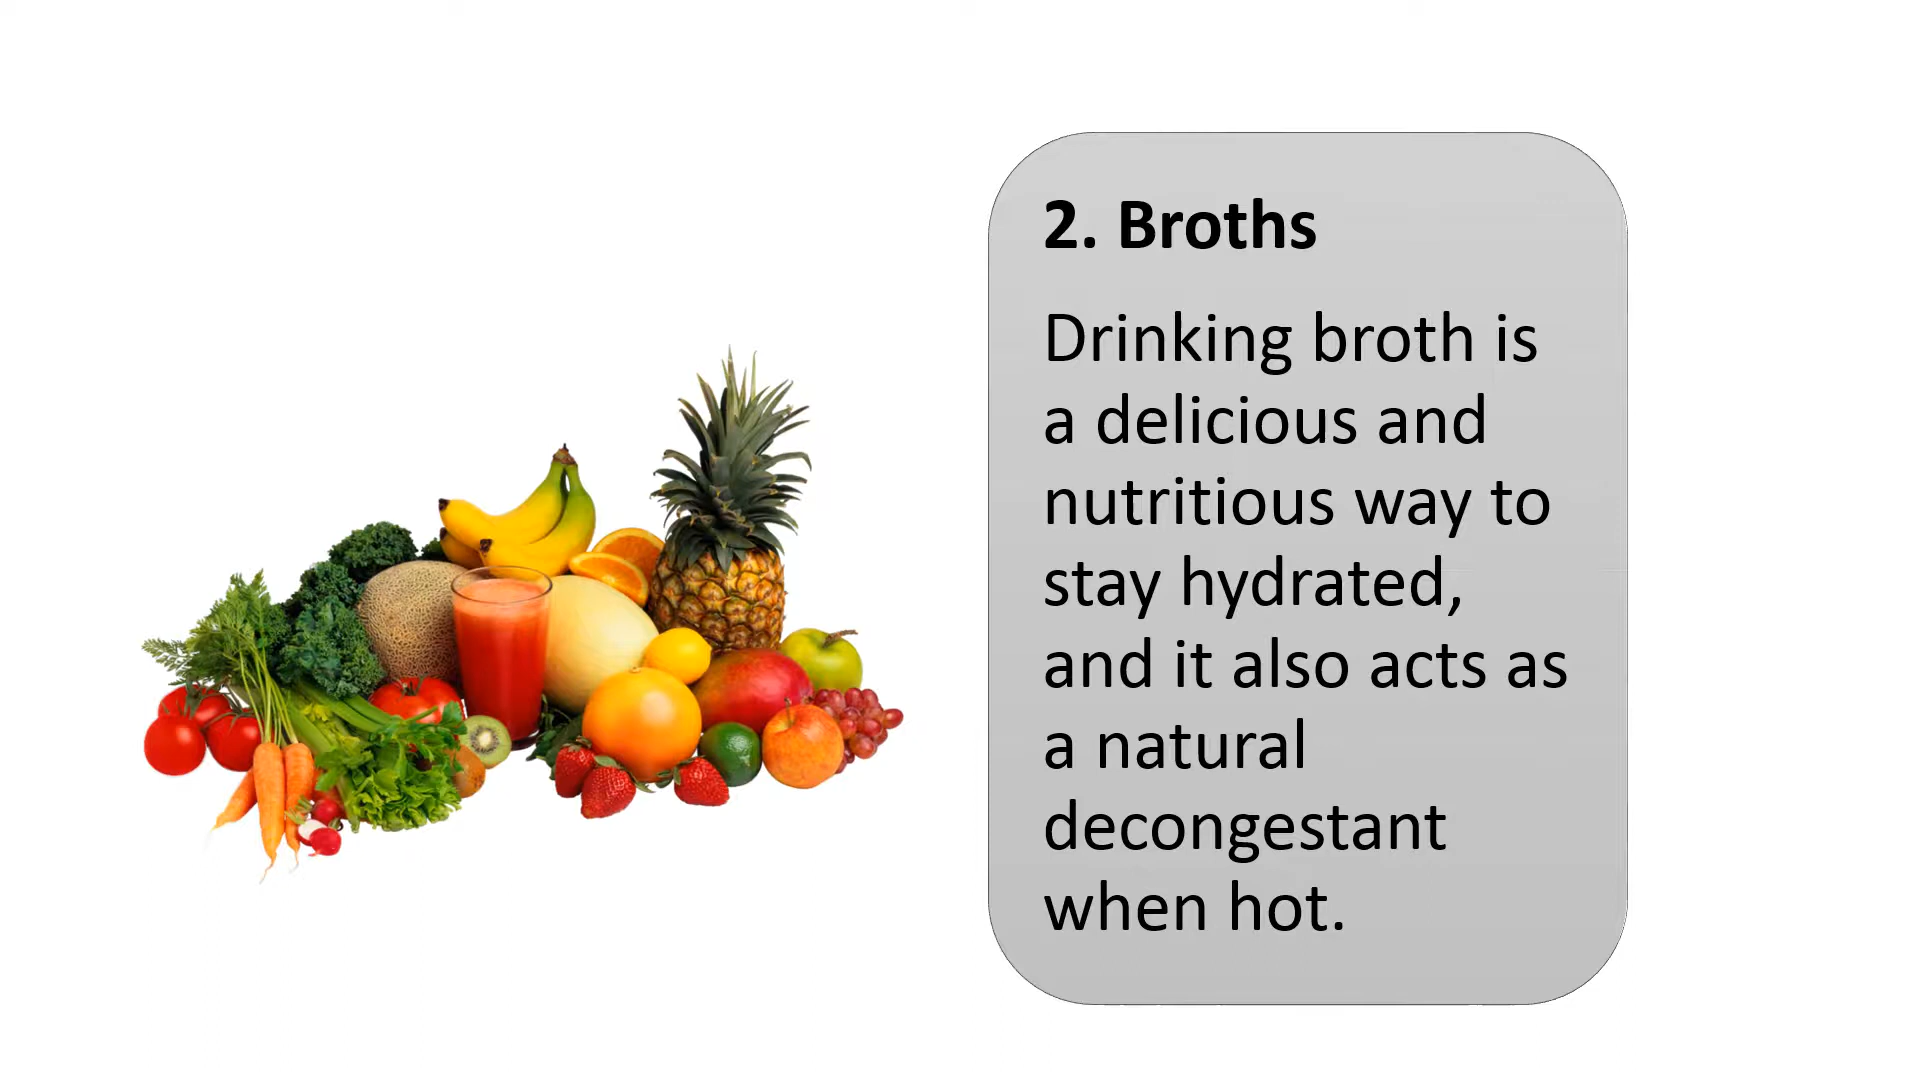 2. Broths
Drinking broth is
a delicious and
nutritious way to
stay hydrated,
and it also acts as
a natural
decongestant
when hot.